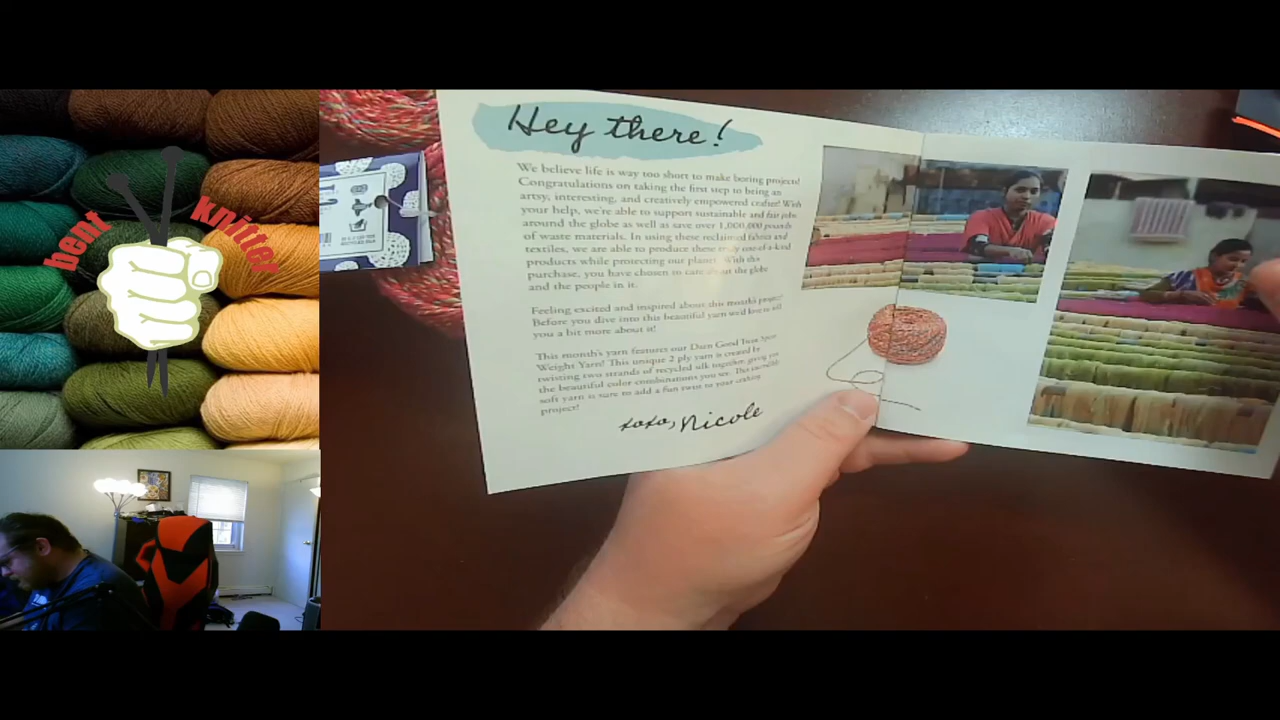 bent
knitter
Hey there!
We believe life is way too short to make boring projects!
Congratulations on taking the first step to being an
artsy, interesting, and creatively empowered crafter! With
your help, we're able to support sustainable and fair jobs
around the globe as well as save over 1,000,000 pounds
of waste materials. In using these reclaimed fabrics and
textiles, we are able to produce these truly one-of-a-kind
products while protecting our planet. With this
purchase, you have chosen to care about the globe
and the people in it.
Feeling excited and inspired about this month's project?
Before you dive into this beautiful yarn we'd love to tell
you a bit more about it!
This month's yarn features our Darn Good Twist Sport
Weight Yarn! This unique 2 ply yarn is created by
twisting two strands of recycled silk together giving you
the beautiful color combinations you see. This incredibly
soft yarn is sure to add a fun twist to your crafting
project!
xoxo, Nicole